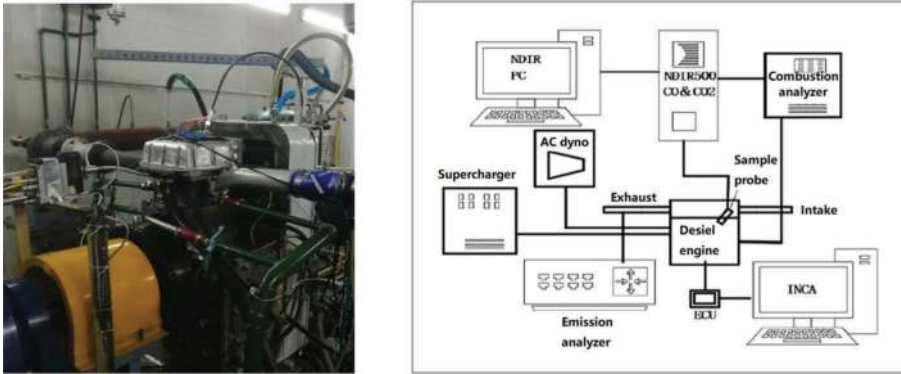 NDIR
PC
NDIR500
CO&CO2
Combustion
analyzer
AC dyno
Sample
probe
Supercharger
Exhaust
Intake
Desiel
engine
INCA
ECU
Emission
analyzer